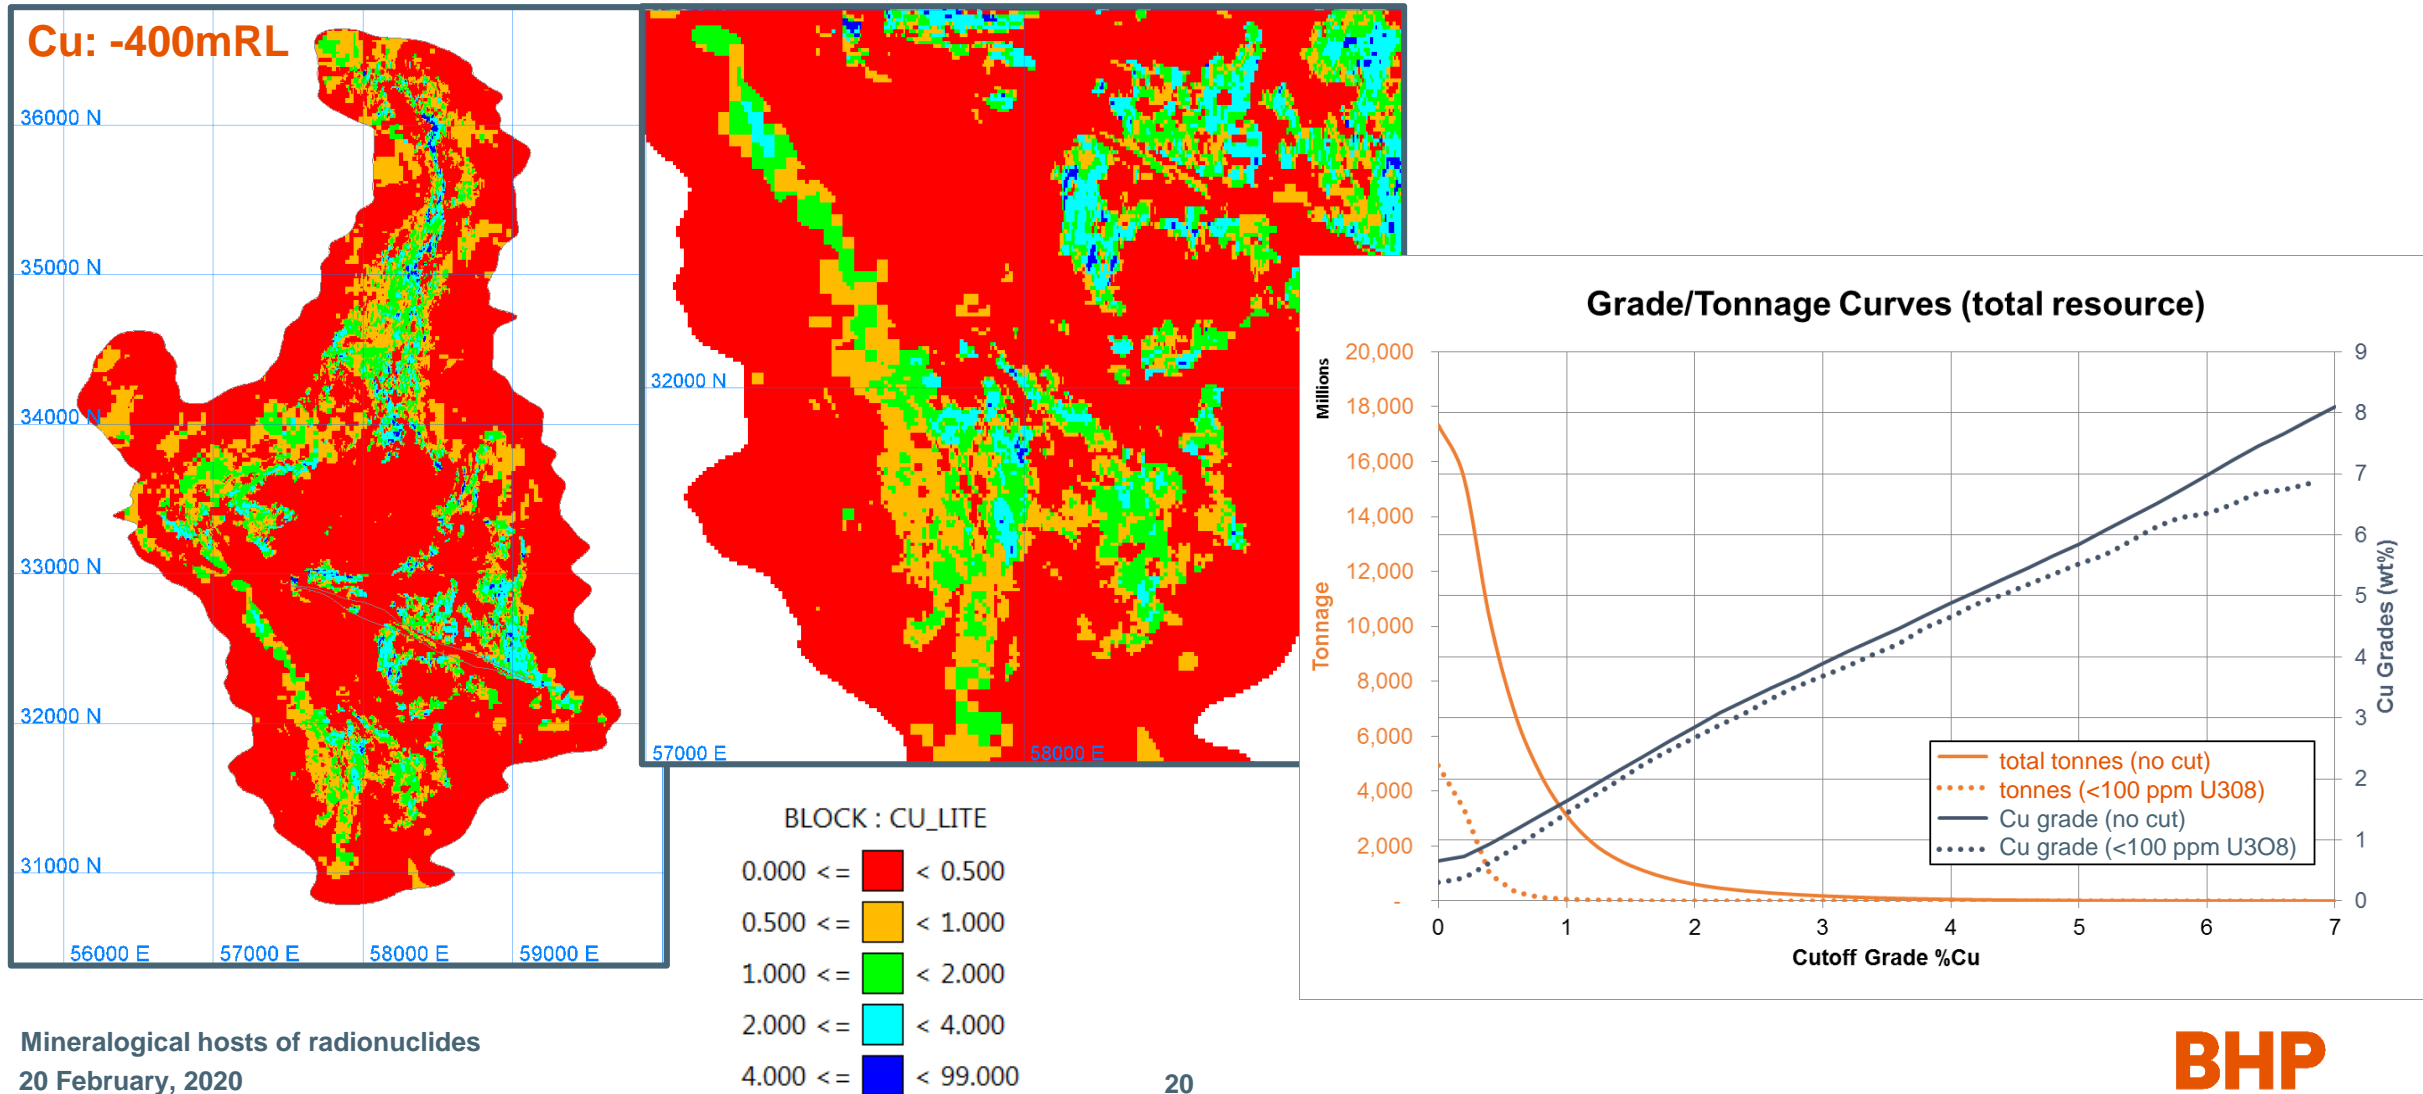 Cu: -400mRL
36000 N
35000 N
34000 N
33000 N
32000 N
31000 N
56000 E
57000 E
58000 E
59000 E
32000 N
57000 E
58000 E
BLOCK : CU_LITE
0.000 <= < 0.500
0.500 <= < 1.000
1.000 <= < 2.000
2.000 <= < 4.000
4.000 <= < 99.000
Grade/Tonnage Curves (total resource)
Millions
Tonnage
20,000
18,000
16,000
14,000
12,000
10,000
8,000
6,000
4,000
2,000
-
9
8
7
6
5
4
3
2
1
0
Cu Grades (wt%)
total tonnes (no cut)
tonnes (<100 ppm U308)
Cu grade (no cut)
Cu grade (<100 ppm U3O8)
0 1 2 3 4 5 6 7
Cutoff Grade %Cu
Mineralogical hosts of radionuclides
20 February, 2020
20
BHP